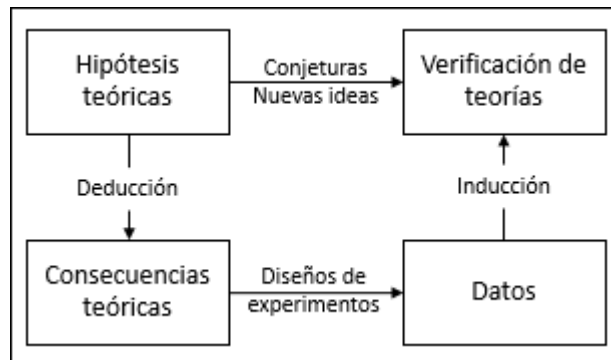 Hipótesis
teóricas
Conjeturas
Nuevas ideas
Verificación de
teorías
Deducción
Inducción
Consecuencias
teóricas
Diseños de
experimentos
Datos